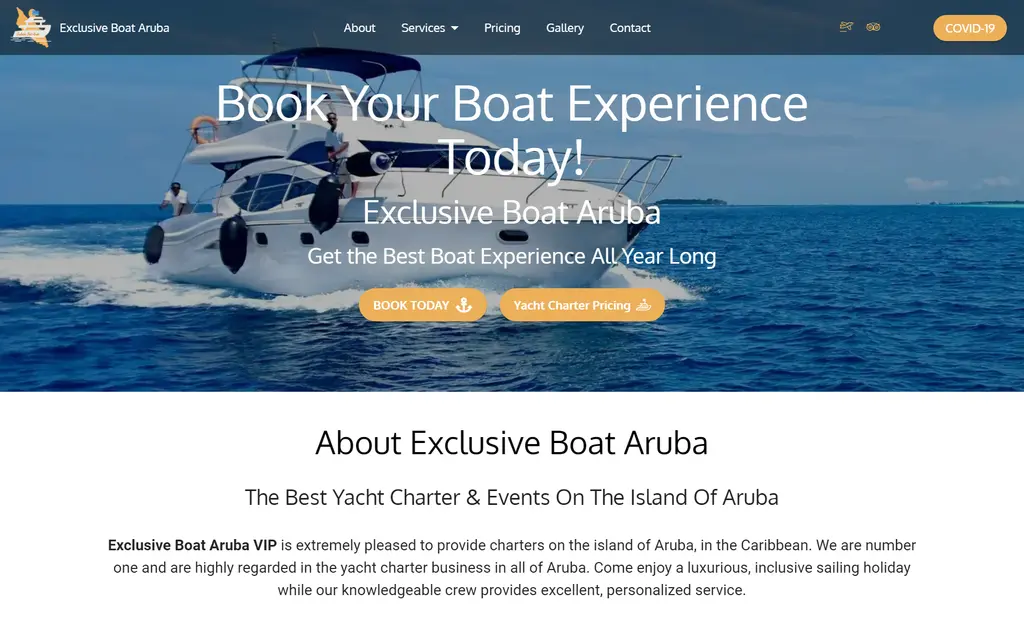 Exclusive Boat Aruba
About
Services
Pricing
Gallery
Contact
COVID-19
Book Your Boat Experience
Today!
Exclusive Boat Aruba
Get the Best Boat Experience All Year Long
BOOK TODAY
Yacht Charter Pricing
About Exclusive Boat Aruba
The Best Yacht Charter & Events On The Island Of Aruba
Exclusive Boat Aruba VIP is extremely pleased to provide charters on the island of Aruba, in the Caribbean. We are number
one and are highly regarded in the yacht charter business in all of Aruba. Come enjoy a luxurious, inclusive sailing holiday
while our knowledgeable crew provides excellent, personalized service.